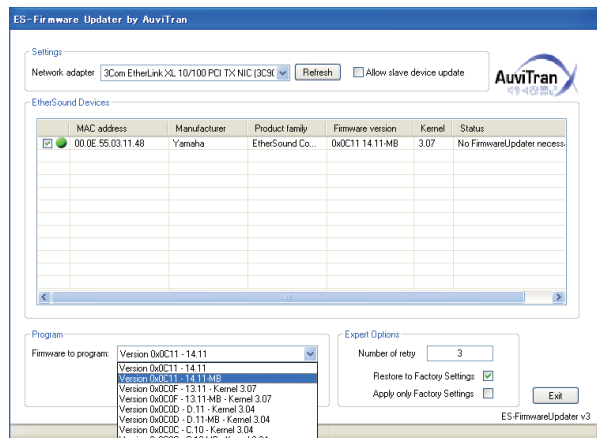 ES-Firmware Updater by AuviTran
Settings
Network adapter 3Com EtherLink XL 10/100 PCI TX NIC (3C90 Refresh Allow slave device update
AuviTran
EtherSound Devices
MAC address Manufacturer Product family Firmware version Kernel Status
00.0E.55.03.11.48 Yamaha EtherSound Co... 0x0C11 14.11-MB 3.07 No FirmwareUpdater necess
Program
Firmware to program: Version 0x0C11 - 14.11
Version 0x0C11 - 14.11
Version 0x0C11 - 14.11-MB
Version 0x0C0F - 13.11 - Kernel 3.07
Version 0x0C0F - 13.11-MB - Kernel 3.07
Version 0x0C0D - D.11 - Kernel 3.04
Version 0x0C0D - D.11-MB - Kernel 3.04
Version 0x0C0C - C.10 - Kernel 3.04
Expert Options
Number of retry 3
Restore to Factory Settings
Apply only Factory Settings
Exit
ES-FirmwareUpdater v3